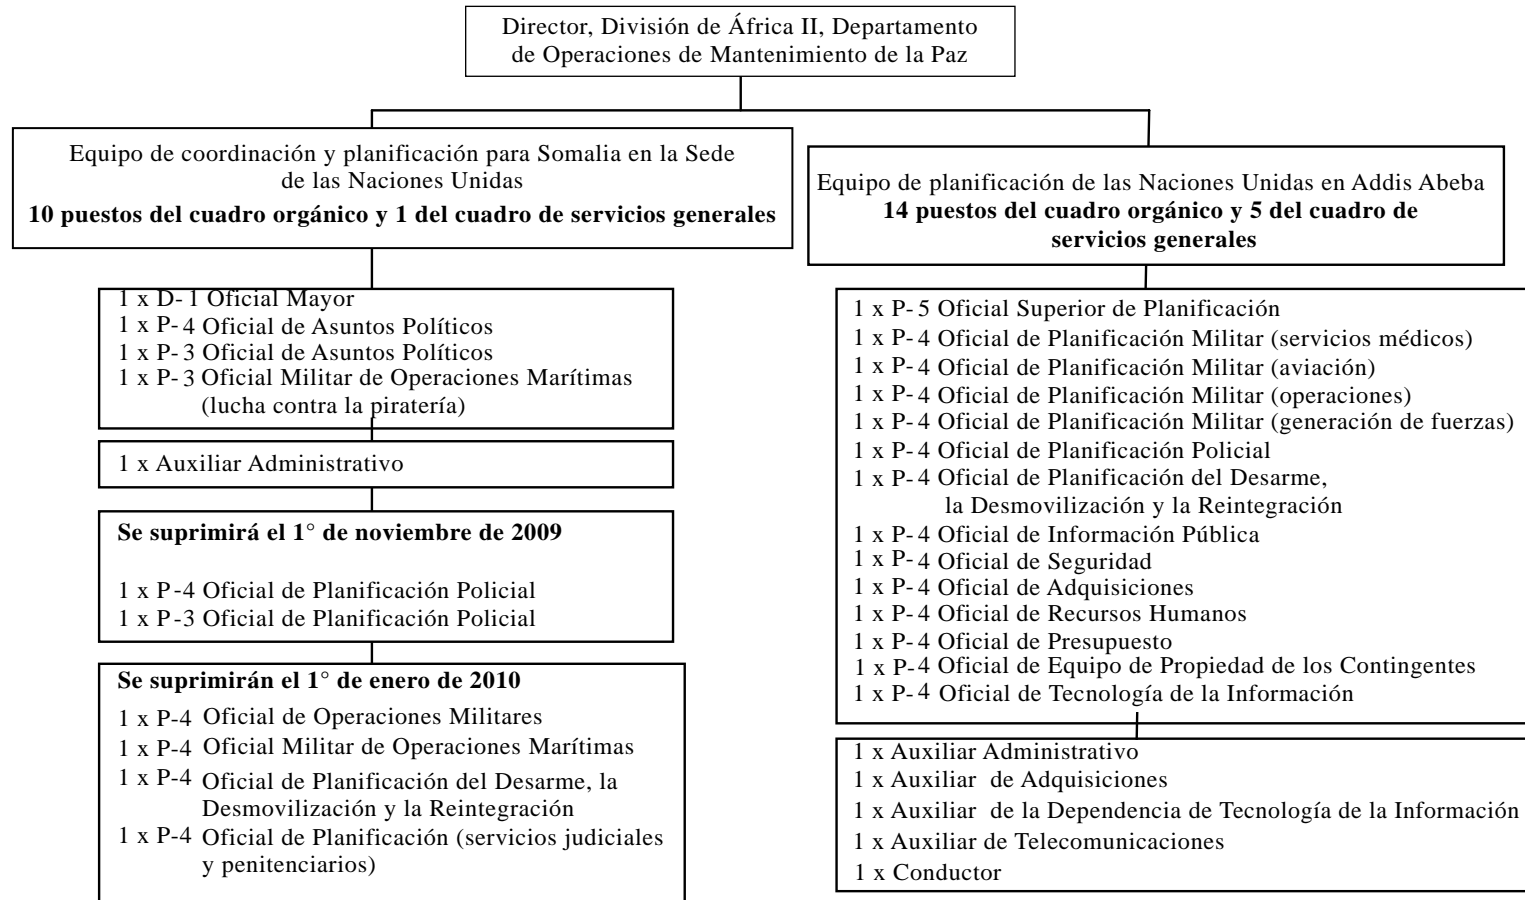 Director, División de África II, Departamento
de Operaciones de Mantenimiento de la Paz
Equipo de coordinación y planificación para Somalia en la Sede
de las Naciones Unidas
10 puestos del cuadro orgánico y 1 del cuadro de servicios generales
1 x D-1 Oficial Mayor
1 x P-4 Oficial de Asuntos Políticos
1 x P-3 Oficial de Asuntos Políticos
1 x P-3 Oficial Militar de Operaciones Marítimas
(lucha contra la piratería)
1 x Auxiliar Administrativo
Se suprimirá el 1° de noviembre de 2009
1 x P-4 Oficial de Planificación Policial
1 x P-3 Oficial de Planificación Policial
Se suprimirán el 1° de enero de 2010
1 x P-4 Oficial de Operaciones Militares
1 x P-4 Oficial Militar de Operaciones Marítimas
1 x P-4 Oficial de Planificación del Desarme, la
Desmovilización y la Reintegración
1 x P-4 Oficial de Planificación (servicios judiciales
y penitenciarios)
Equipo de planificación de las Naciones Unidas en Addis Abeba
14 puestos del cuadro orgánico y 5 del cuadro de
servicios generales
1 x P-5 Oficial Superior de Planificación
1 x P-4 Oficial de Planificación Militar (servicios médicos)
1 x P-4 Oficial de Planificación Militar (aviación)
1 x P-4 Oficial de Planificación Militar (operaciones)
1 x P-4 Oficial de Planificación Militar (generación de fuerzas)
1 x P-4 Oficial de Planificación Policial
1 x P-4 Oficial de Planificación del Desarme,
la Desmovilización y la Reintegración
1 x P-4 Oficial de Información Pública
1 x P-4 Oficial de Seguridad
1 x P-4 Oficial de Adquisiciones
1 x P-4 Oficial de Recursos Humanos
1 x P-4 Oficial de Presupuesto
1 x P-4 Oficial de Equipo de Propiedad de los Contingentes
1 x P-4 Oficial de Tecnología de la Información
1 x Auxiliar Administrativo
1 x Auxiliar de Adquisiciones
1 x Auxiliar de la Dependencia de Tecnología de la Información
1 x Auxiliar de Telecomunicaciones
1 x Conductor